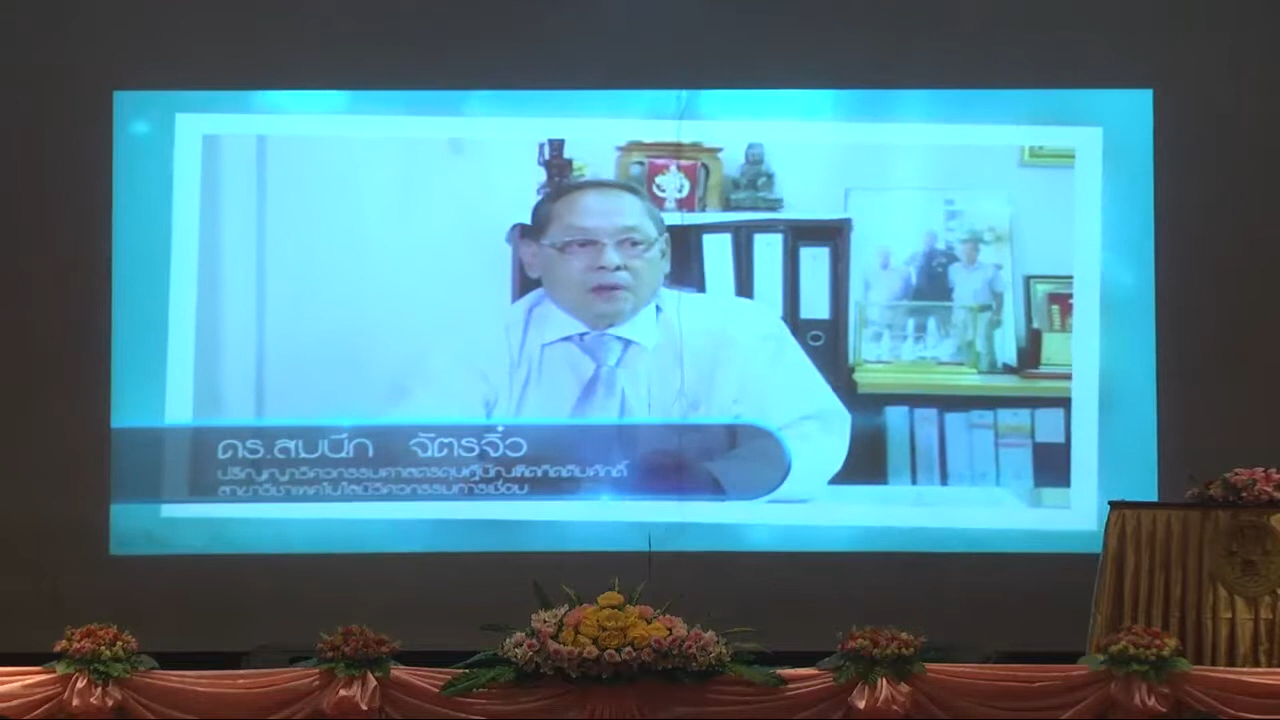 ดร.สมนึก ฉัตรจิ๋ว
ปริญญาวิศวกรรมศาสตรดุษฎีบัณฑิตกิตติมศักดิ์
สาขาวิชาเทคโนโลยีวิศวกรรมการเชื่อม